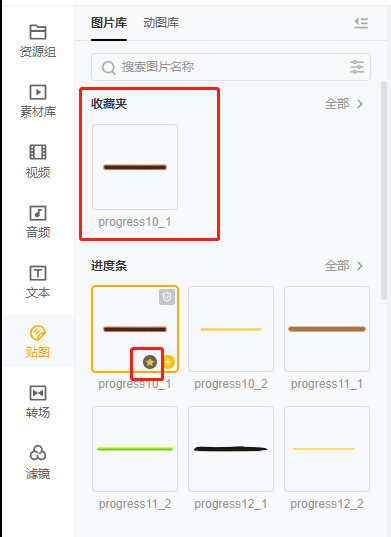 资源组
素材库
视频
音频
文本
贴图
转场
滤镜
图片库 动图库
搜索图片名称
收藏夹 全部
progress10_1
进度条 全部
progress10_1 progress10_2 progress11_1
progress11_2 progress12_1 progress12_2